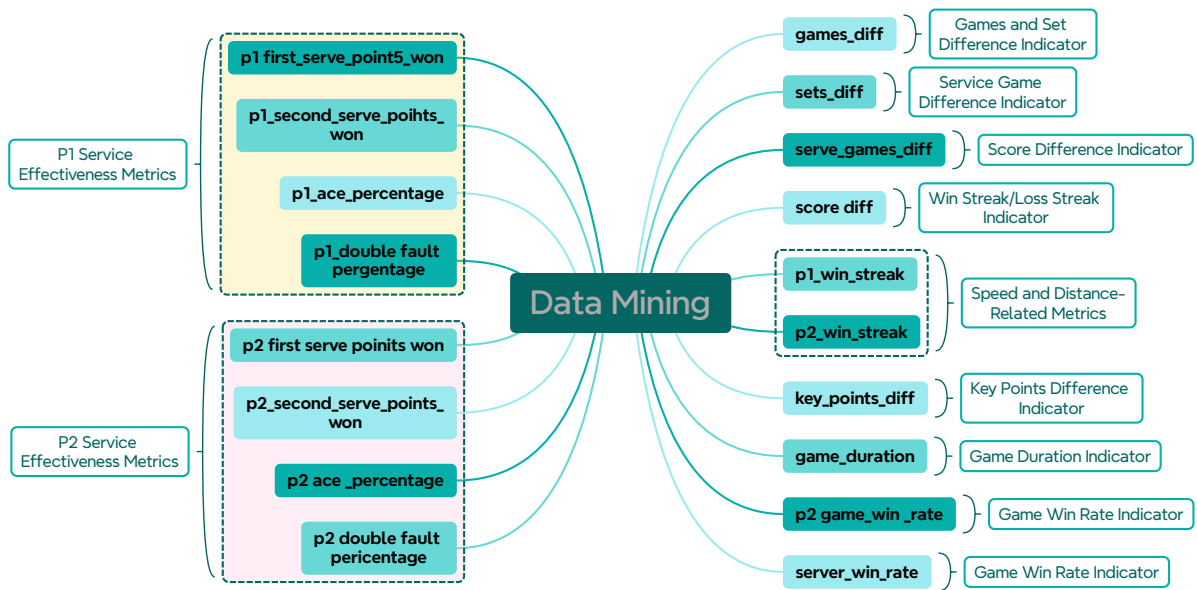 P1 Service
Effectiveness Metrics
p1 first_serve_point5_won
p1_second_serve_poihts_
won
p1_ace_percentage
p1_double fault
pergentage
P2 Service
Effectiveness Metrics
p2 first serve poinits won
p2_second_serve_points_
won
p2 ace _percentage
p2 double fault
pericentage
Data Mining
games_diff
Games and Set
Difference Indicator
sets_diff
Service Game
Difference Indicator
serve_games_diff
Score Difference Indicator
score diff
Win Streak/Loss Streak
Indicator
p1_win_streak
p2_win_streak
Speed and Distance-
Related Metrics
key_points_diff
Key Points Difference
Indicator
game_duration
Game Duration Indicator
p2 game_win _rate
Game Win Rate Indicator
server_win_rate
Game Win Rate Indicator